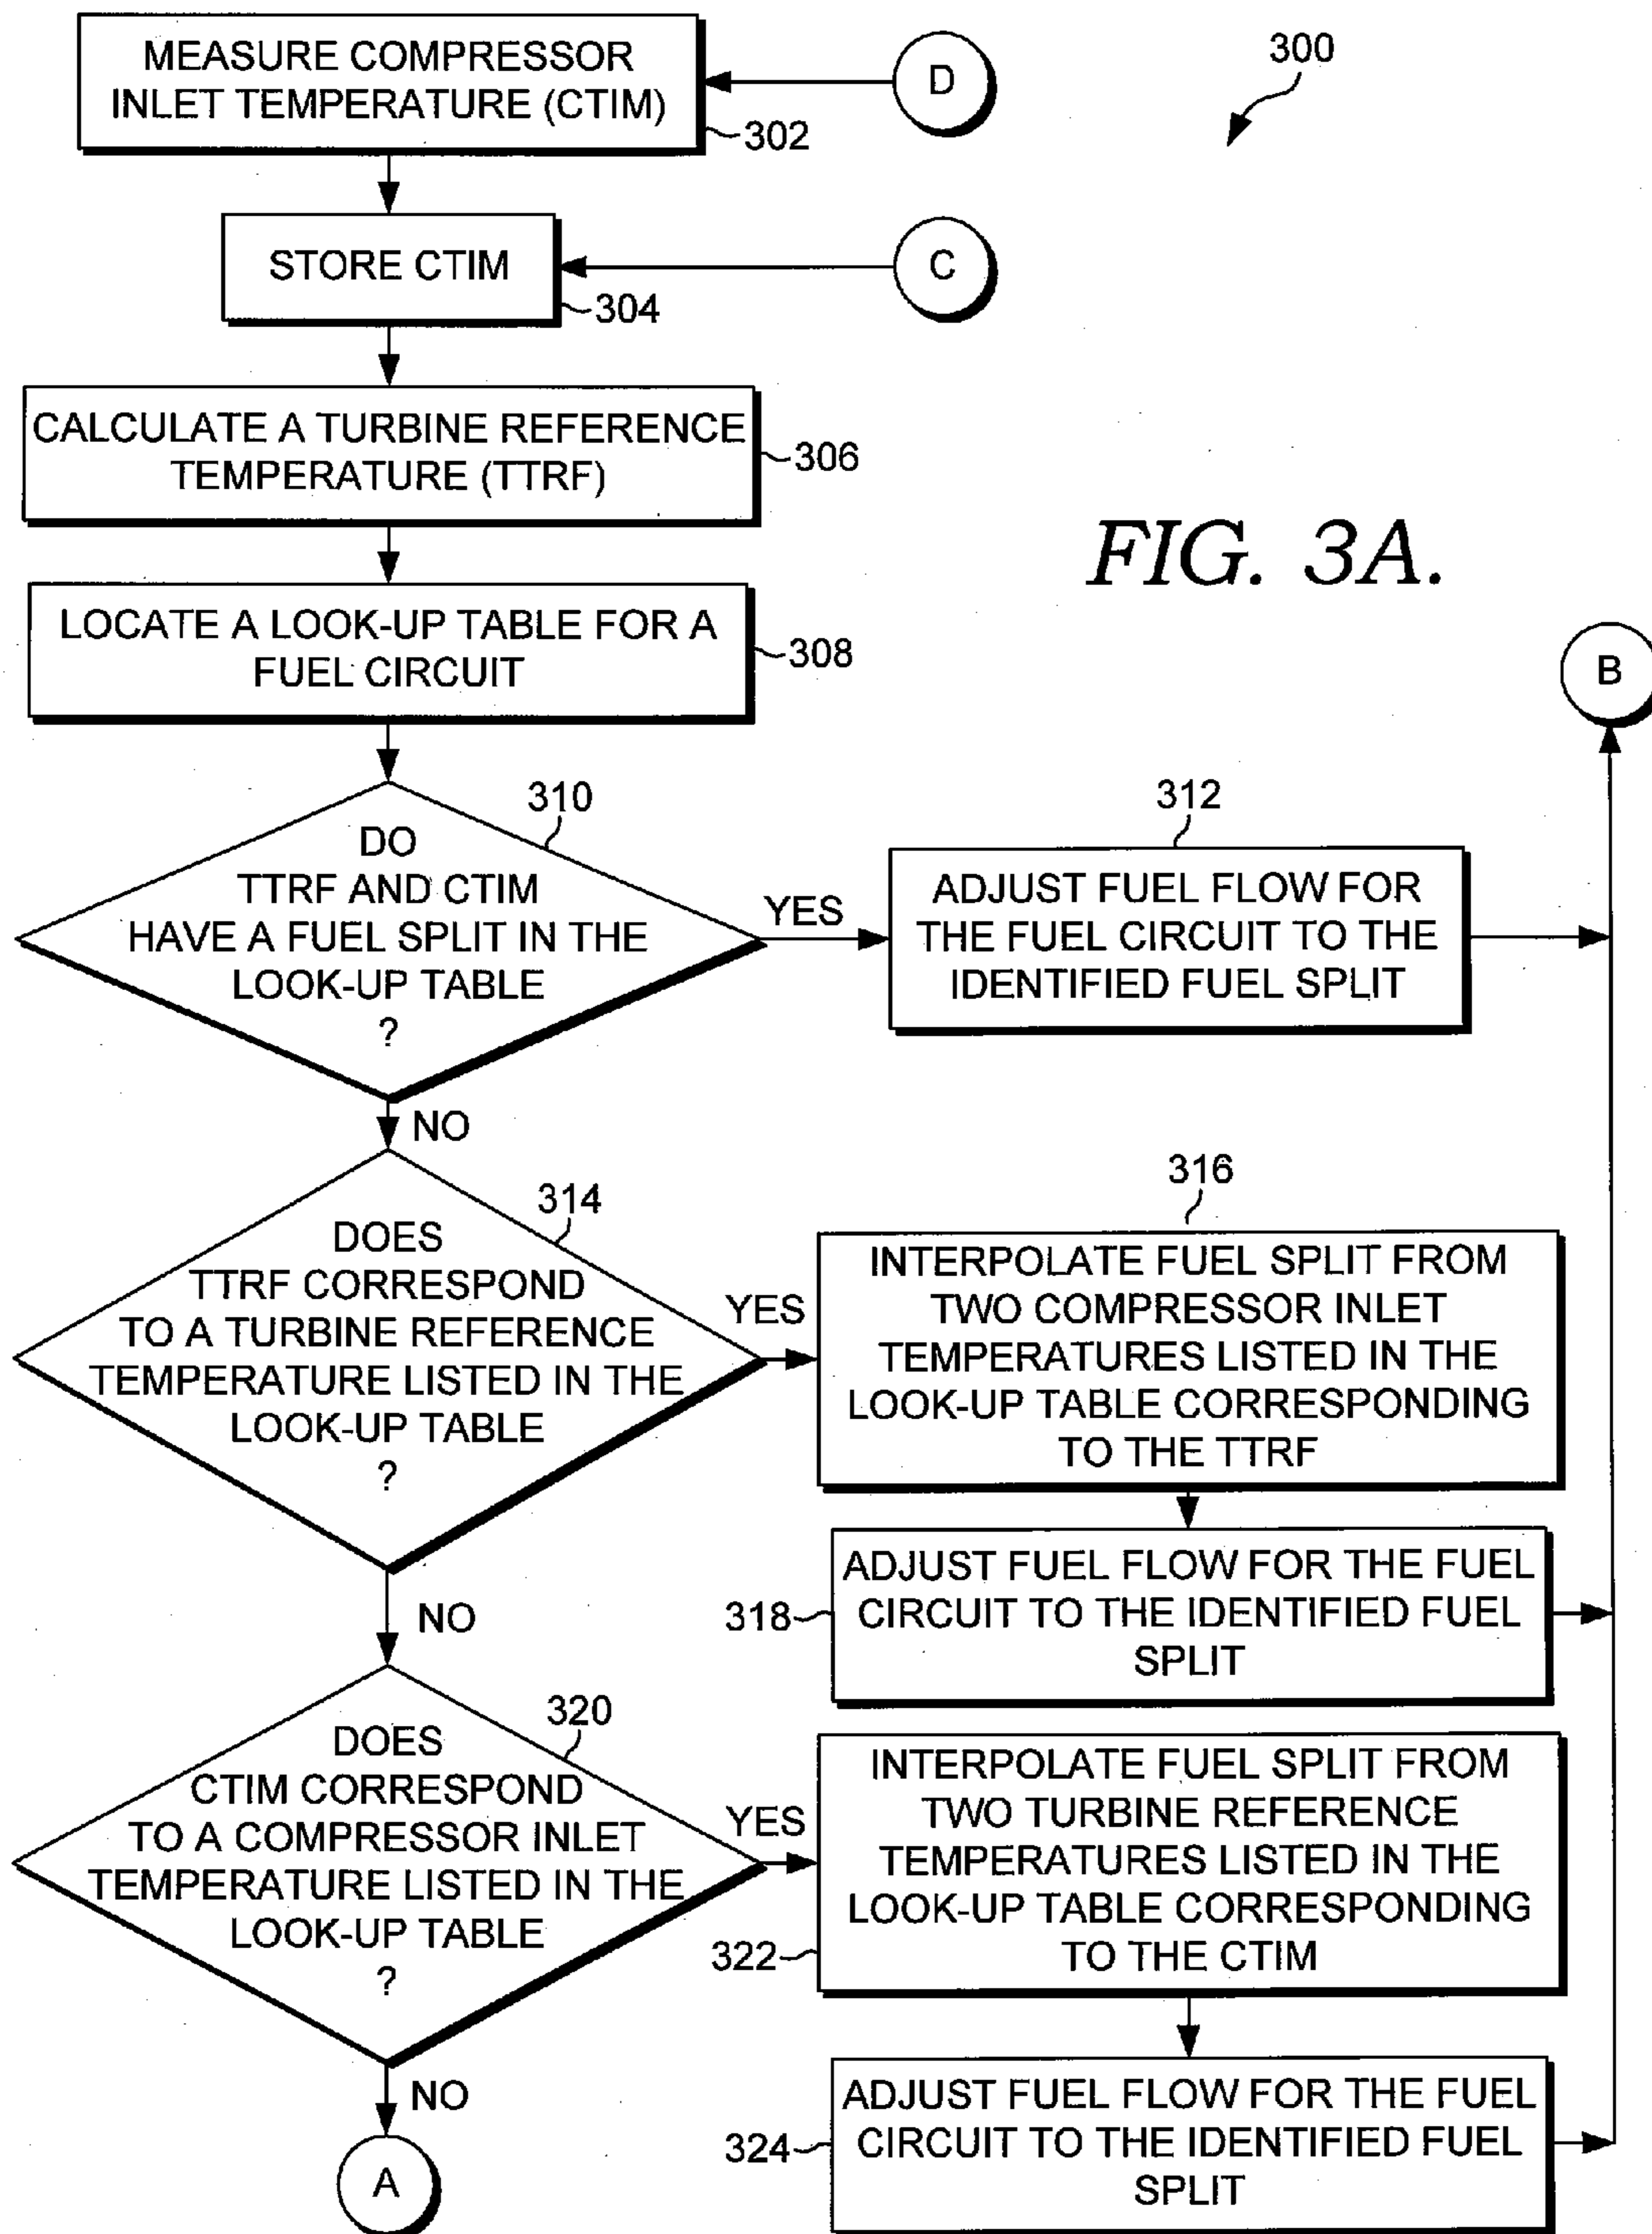 MEASURE COMPRESSOR
INLET TEMPERATURE (CTIM)
302
D
300
STORE CTIM
304
C
CALCULATE A TURBINE REFERENCE
TEMPERATURE (TTRF)
306
FIG. 3A.
LOCATE A LOOK-UP TABLE FOR A
FUEL CIRCUIT
308
B
310
DO
TTRF AND CTIM
HAVE A FUEL SPLIT IN THE
LOOK-UP TABLE
?
YES
312
ADJUST FUEL FLOW FOR
THE FUEL CIRCUIT TO THE
IDENTIFIED FUEL SPLIT
NO
314
DOES
TTRF CORRESPOND
TO A TURBINE REFERENCE
TEMPERATURE LISTED IN THE
LOOK-UP TABLE
?
YES
316
INTERPOLATE FUEL SPLIT FROM
TWO COMPRESSOR INLET
TEMPERATURES LISTED IN THE
LOOK-UP TABLE CORRESPONDING
TO THE TTRF
318
ADJUST FUEL FLOW FOR THE FUEL
CIRCUIT TO THE IDENTIFIED FUEL
SPLIT
NO
320
DOES
CTIM CORRESPOND
TO A COMPRESSOR INLET
TEMPERATURE LISTED IN THE
LOOK-UP TABLE
?
YES
INTERPOLATE FUEL SPLIT FROM
TWO TURBINE REFERENCE
TEMPERATURES LISTED IN THE
LOOK-UP TABLE CORRESPONDING
TO THE CTIM
322
NO
A
ADJUST FUEL FLOW FOR THE FUEL
CIRCUIT TO THE IDENTIFIED FUEL
SPLIT
324